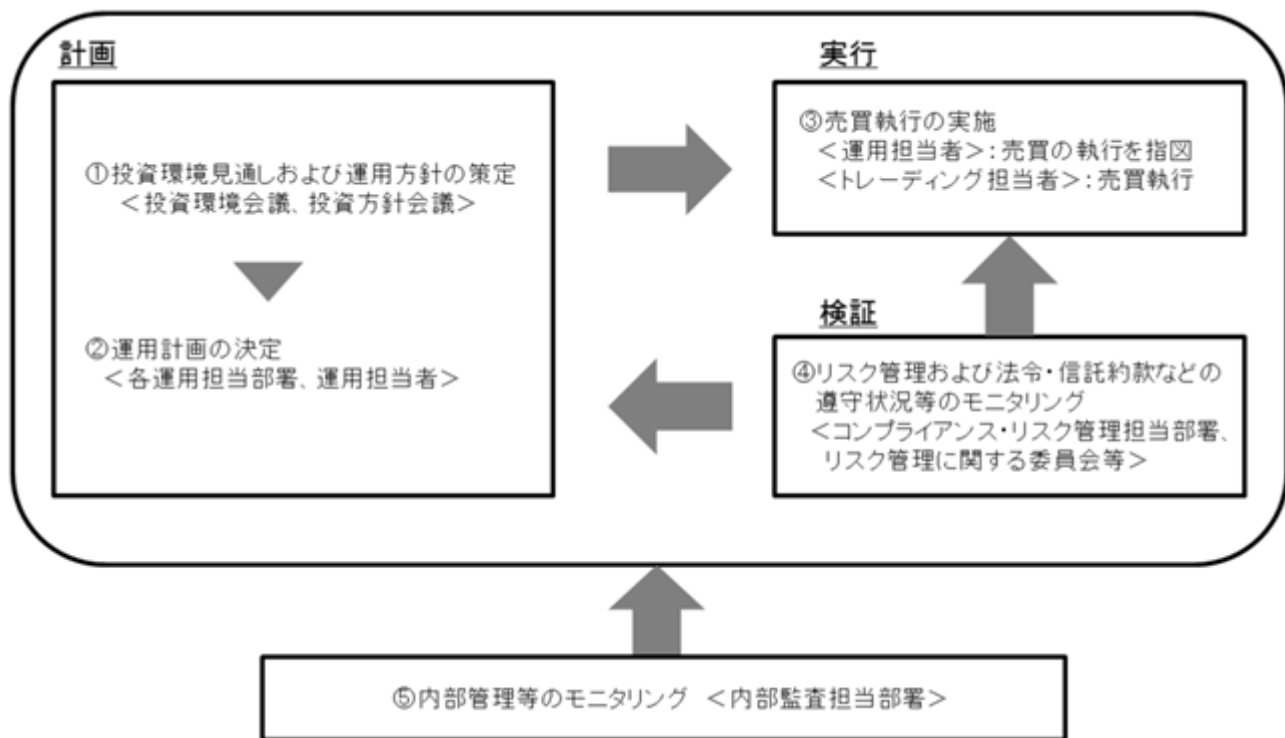 計画
①投資環境見通しおよび運用方針の策定
＜投資環境会議、投資方針会議＞
②運用計画の決定
＜各運用担当部署、運用担当者＞
実行
③売買執行の実施
＜運用担当者＞：売買の執行を指図
＜トレーディング担当者＞：売買執行
検証
④リスク管理および法令・信託約款などの
遵守状況等のモニタリング
＜コンプライアンス・リスク管理担当部署、
リスク管理に関する委員会等＞
⑤内部管理等のモニタリング ＜内部監査担当部署＞